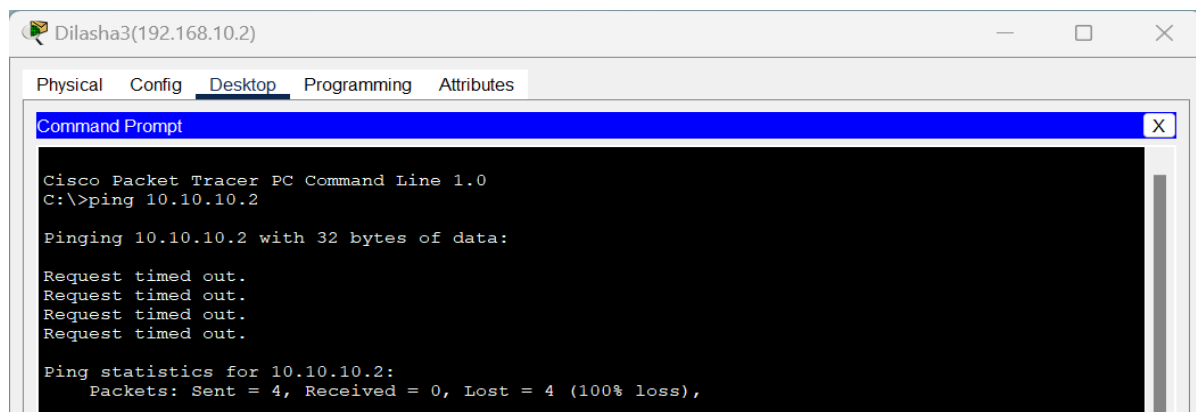 Dilasha3(192.168.10.2)
Physical Config Desktop Programming Attributes
Command Prompt X
Cisco Packet Tracer PC Command Line 1.0
C:\>ping 10.10.10.2
Pinging 10.10.10.2 with 32 bytes of data:
Request timed out.
Request timed out.
Request timed out.
Request timed out.
Ping statistics for 10.10.10.2:
    Packets: Sent = 4, Received = 0, Lost = 4 (100% loss),